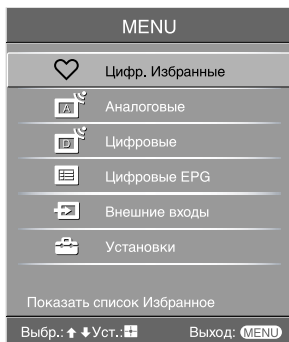 MENU
Цифр. Избранные
A Аналоговые
D Цифровые
Цифровые EPG
Внешние входы
Установки
Показать список Избранное
Выбр.: Уст.: Выход: MENU